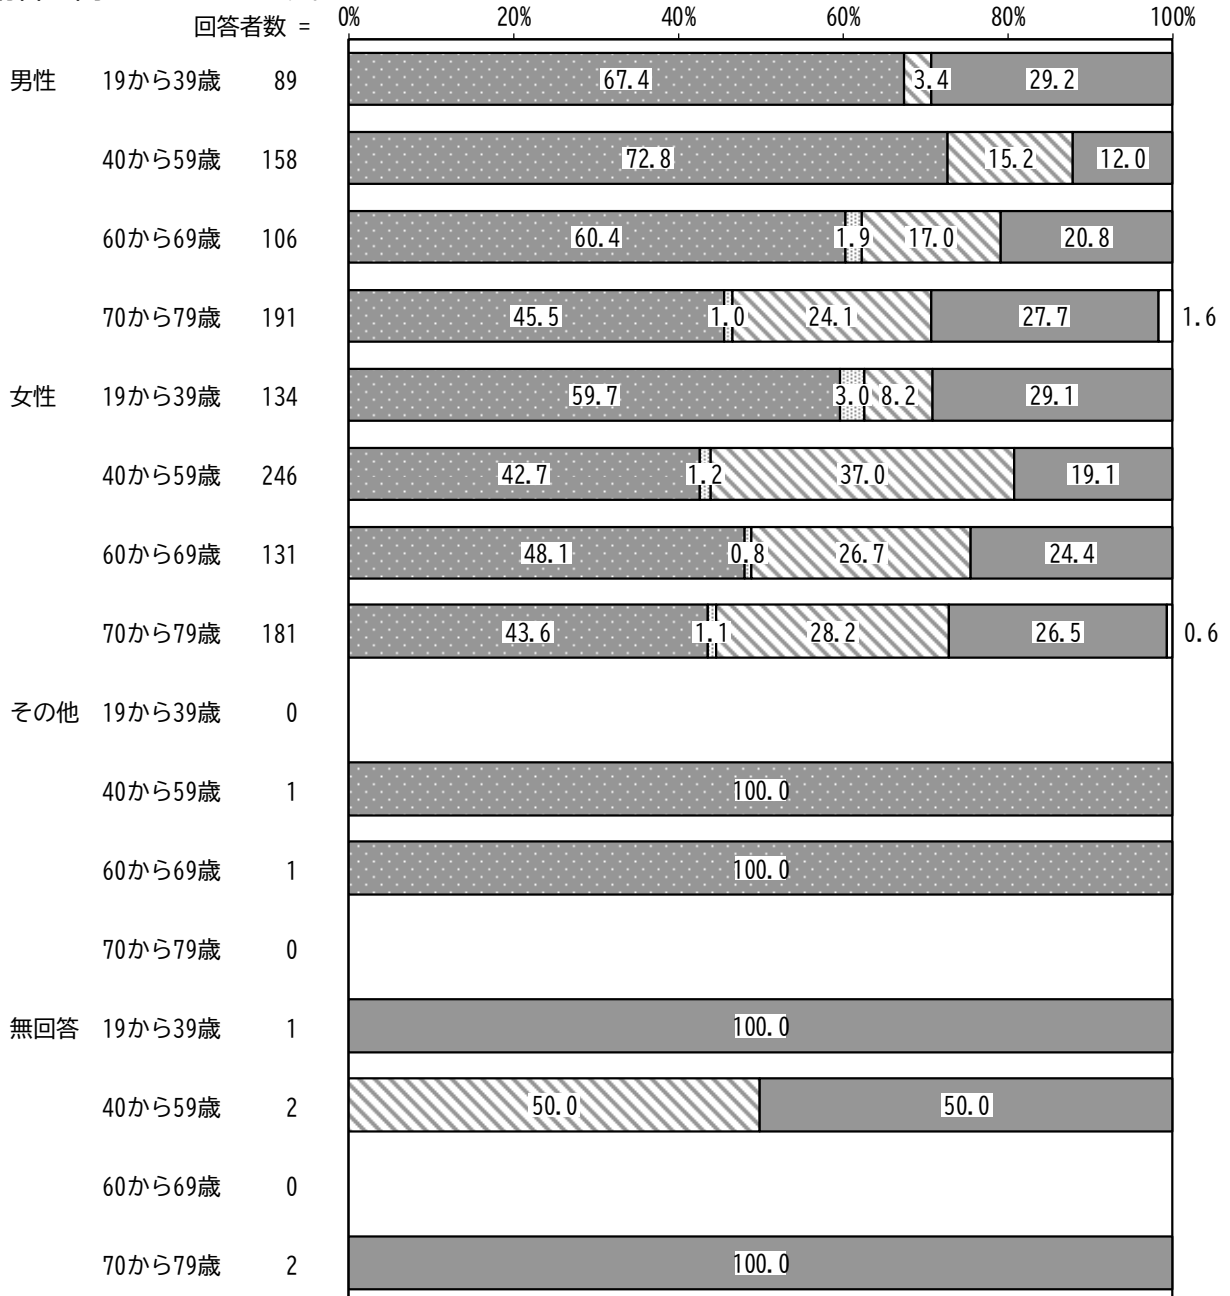 回答者数 = 0% 20% 40% 60% 80% 100%
男性 19から39歳 89 67.4 3.4 29.2
40から59歳 158 72.8 15.2 12.0
60から69歳 106 60.4 1.9 17.0 20.8
70から79歳 191 45.5 1.0 24.1 27.7 1.6
女性 19から39歳 134 59.7 3.0 8.2 29.1
40から59歳 246 42.7 1.2 37.0 19.1
60から69歳 131 48.1 0.8 26.7 24.4
70から79歳 181 43.6 1.1 28.2 26.5 0.6
その他 19から39歳 0
40から59歳 1 100.0
60から69歳 1 100.0
70から79歳 0
無回答 19から39歳 1 100.0
40から59歳 2 50.0 50.0
60から69歳 0
70から79歳 2 100.0